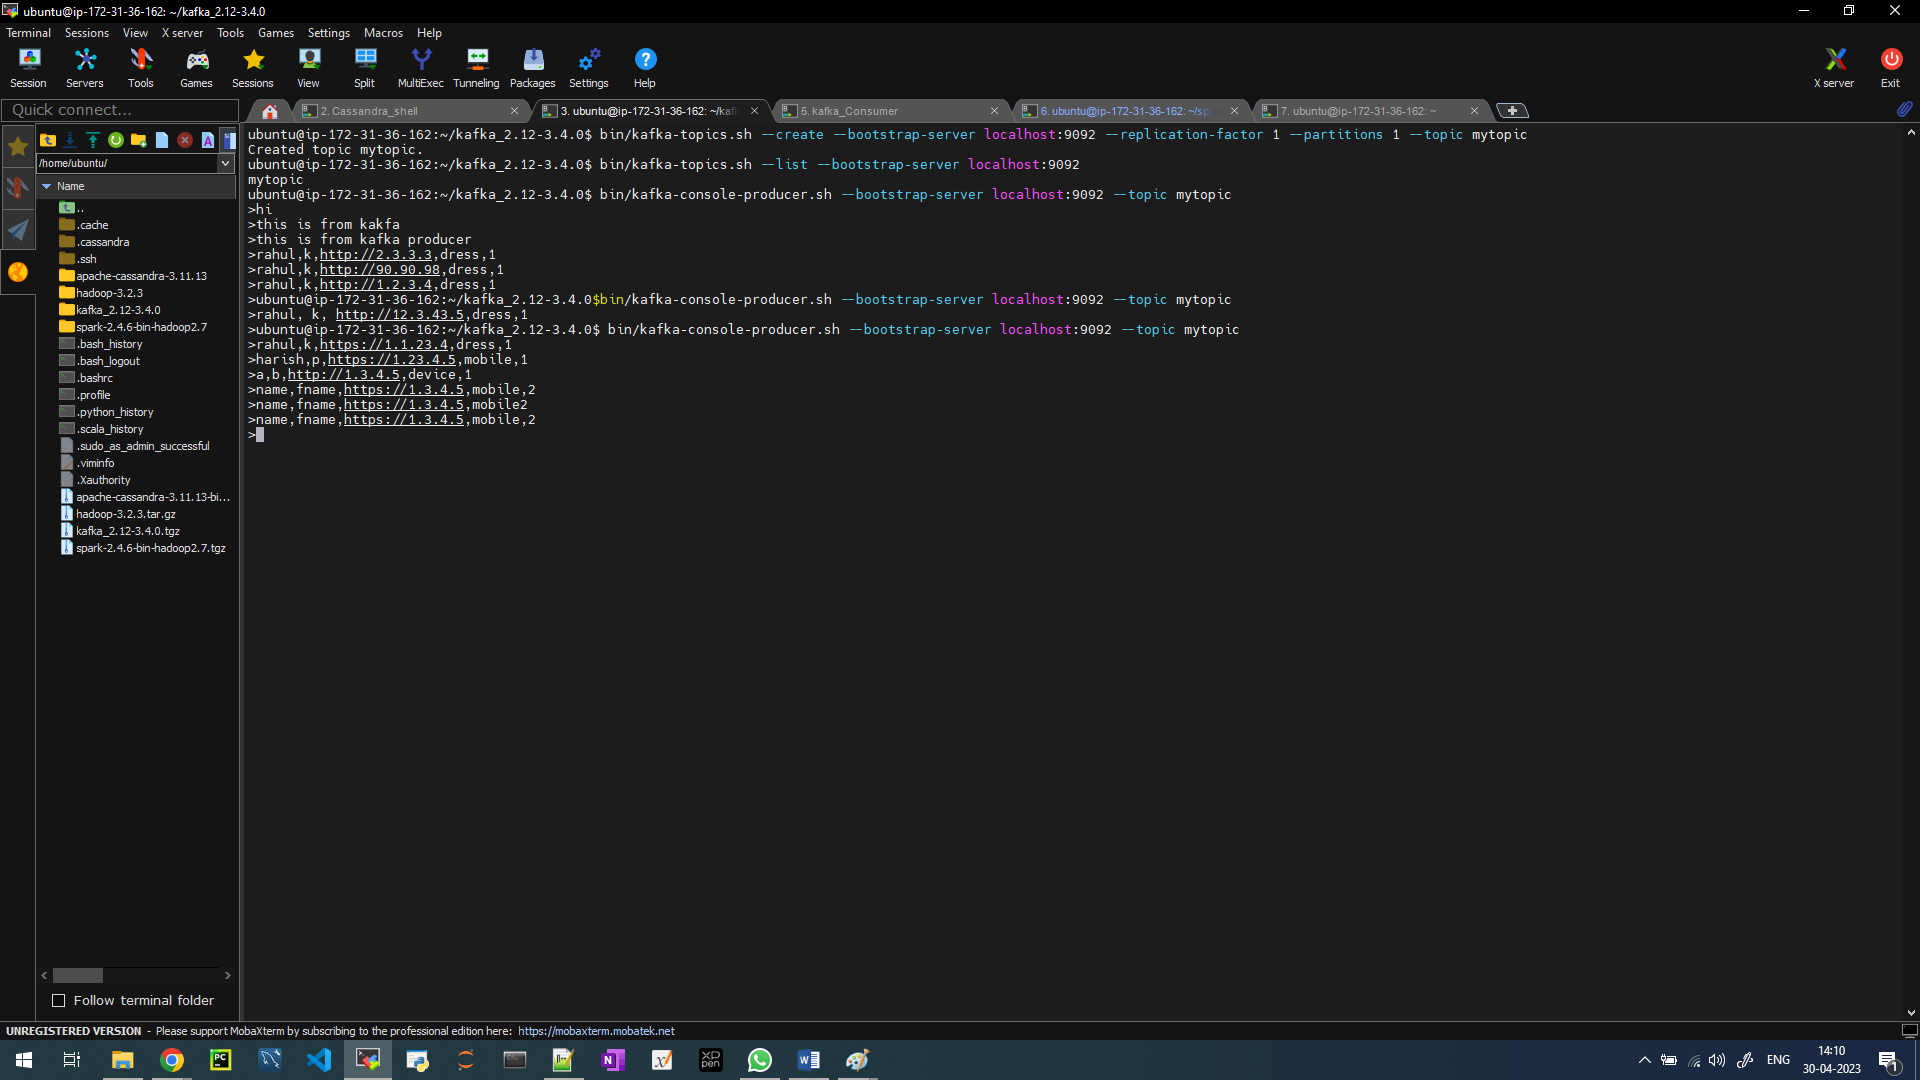 ubuntu@ip-172-31-36-162: ~/kafka_2.12-3.4.0
Terminal Sessions View X server Tools Games Settings Macros Help
Session Servers Tools Games Sessions View Split MultiExec Tunneling Packages Settings Help X server Exit
Quick connect...
2. Cassandra_shell
3. ubuntu@ip-172-31-36-162: ~/kaf
5. kafka_Consumer
6. ubuntu@ip-172-31-36-162: ~/sp
7. ubuntu@ip-172-31-36-162: ~
/home/ubuntu/
Name
..
.cache
.cassandra
.ssh
apache-cassandra-3.11.13
hadoop-3.2.3
kafka_2.12-3.4.0
spark-2.4.6-bin-hadoop2.7
.bash_history
.bash_logout
.bashrc
.profile
.python_history
.scala_history
.sudo_as_admin_successful
.viminfo
.Xauthority
apache-cassandra-3.11.13-bi...
hadoop-3.2.3.tar.gz
kafka_2.12-3.4.0.tgz
spark-2.4.6-bin-hadoop2.7.tgz
Follow terminal folder
ubuntu@ip-172-31-36-162:~/kafka_2.12-3.4.0$ bin/kafka-topics.sh --create --bootstrap-server localhost:9092 --replication-factor 1 --partitions 1 --topic mytopic
Created topic mytopic.
ubuntu@ip-172-31-36-162:~/kafka_2.12-3.4.0$ bin/kafka-topics.sh --list --bootstrap-server localhost:9092
mytopic
ubuntu@ip-172-31-36-162:~/kafka_2.12-3.4.0$ bin/kafka-console-producer.sh --bootstrap-server localhost:9092 --topic mytopic
>hi
>this is from kakfa
>this is from kafka producer
>rahul,k,http://2.3.3.3,dress,1
>rahul,k,http://90.90.98,dress,1
>rahul,k,http://1.2.3.4,dress,1
>ubuntu@ip-172-31-36-162:~/kafka_2.12-3.4.0$bin/kafka-console-producer.sh --bootstrap-server localhost:9092 --topic mytopic
>rahul, k, http://12.3.43.5,dress,1
>ubuntu@ip-172-31-36-162:~/kafka_2.12-3.4.0$ bin/kafka-console-producer.sh --bootstrap-server localhost:9092 --topic mytopic
>rahul,k,https://1.1.23.4,dress,1
>harish,p,https://1.23.4.5,mobile,1
>a,b,http://1.3.4.5,device,1
>name,fname,https://1.3.4.5,mobile,2
>name,fname,https://1.3.4.5,mobile2
>name,fname,https://1.3.4.5,mobile,2
>
UNREGISTERED VERSION - Please support MobaXterm by subscribing to the professional edition here: https://mobaxterm.mobatek.net
ENG
14:10
30-04-2023
1